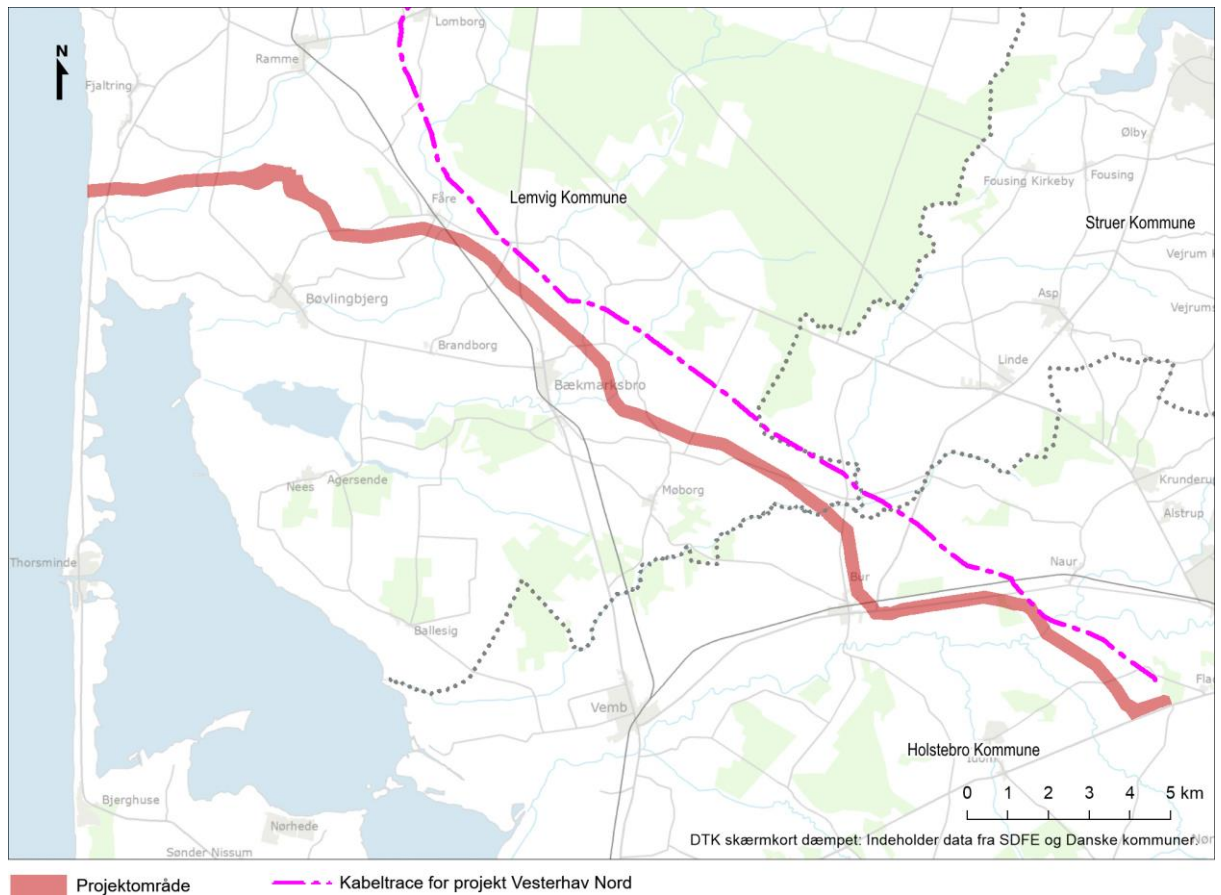 Lomborg
N
Ramme
Fjaltring
Ølby
Fousing Kirkeby
Fousing
Fåre
Lemvig Kommune
Struer Kommune
Vejrum K
Bøvlingbjerg
Asp
Vejrums
Brandborg
Linde
Bækmarksbro
Nees
Agersende
Møborg
Krunderup
Alstrup
Thorsminde
Bur
Naur
Ballesig
Flad
Vemb
Holstebro Kommune
Idom
0 1 2 3 4 5 km
Bjerghuse
Nørhede
Sønder Nissum
DTK skærmkort dæmpet: Indeholder data fra SDFE og Danske kommuner.
Projektområde
Kabeltrace for projekt Vesterhav Nord